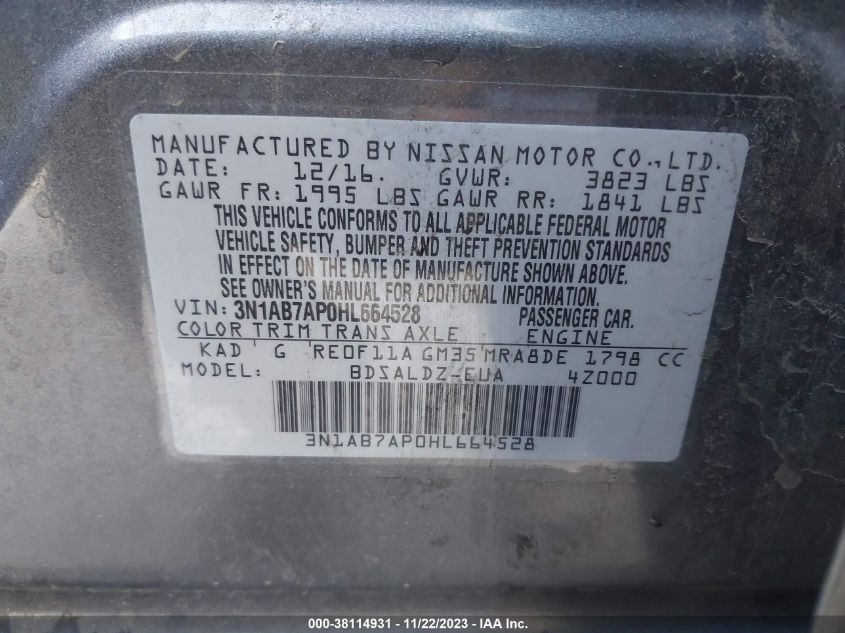 MANUFACTURED BY NISSAN MOTOR CO., LTD.
DATE: 12/16. GVWR: 3823 LBS
GAWR FR: 1995 LBS GAWR RR: 1841 LBS
THIS VEHICLE CONFORMS TO ALL APPLICABLE FEDERAL MOTOR
VEHICLE SAFETY, BUMPER AND THEFT PREVENTION STANDARDS
IN EFFECT ON THE DATE OF MANUFACTURE SHOWN ABOVE.
SEE OWNER'S MANUAL FOR ADDITIONAL INFORMATION.
VIN: 3N1AB7AP0HL664528 PASSENGER CAR.
COLOR TRIM TRANS AXLE ENGINE
KAD G RE0F11A GM35 MRA8DE 1798 CC
MODEL: BDSALDZ-EUA 4Z000
3N1AB7AP0HL664528
000-38114931 - 11/22/2023 - IAA Inc.